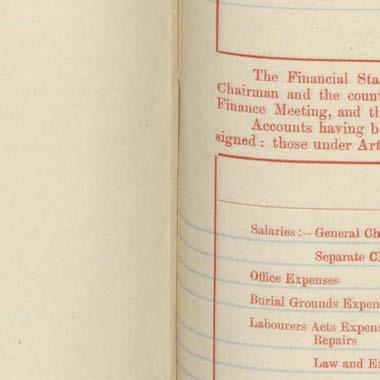 The Financial Sta
Chairman and the coun
Finance Meeting, and th
Accounts having b
signed: those under Art
Salaries:— General Ch
Separate Cl
Office Expenses
Burial Grounds Expen
Labourers Acts Expen
Repairs
Law and Ex